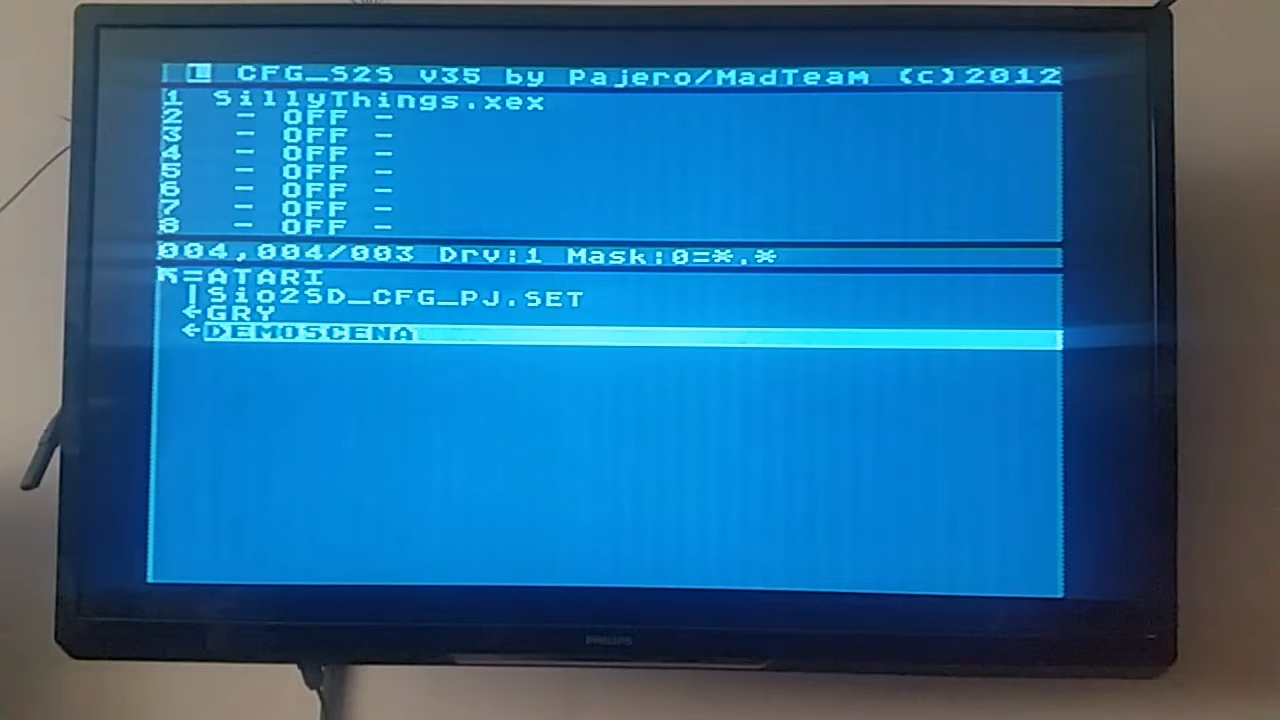 CFG_S2S v35 by Pajero/MadTeam (c)2012
1 SillyThings.xex
2 - OFF -
3 - OFF -
4 - OFF -
5 - OFF -
6 - OFF -
7 - OFF -
8 - OFF -
004,004/003 Drv:1 Mask:0=*.*
↖=ATARI
|Sio2SD_CFG_PJ.SET
←GRY
←DEMOSCENA
PHILIPS